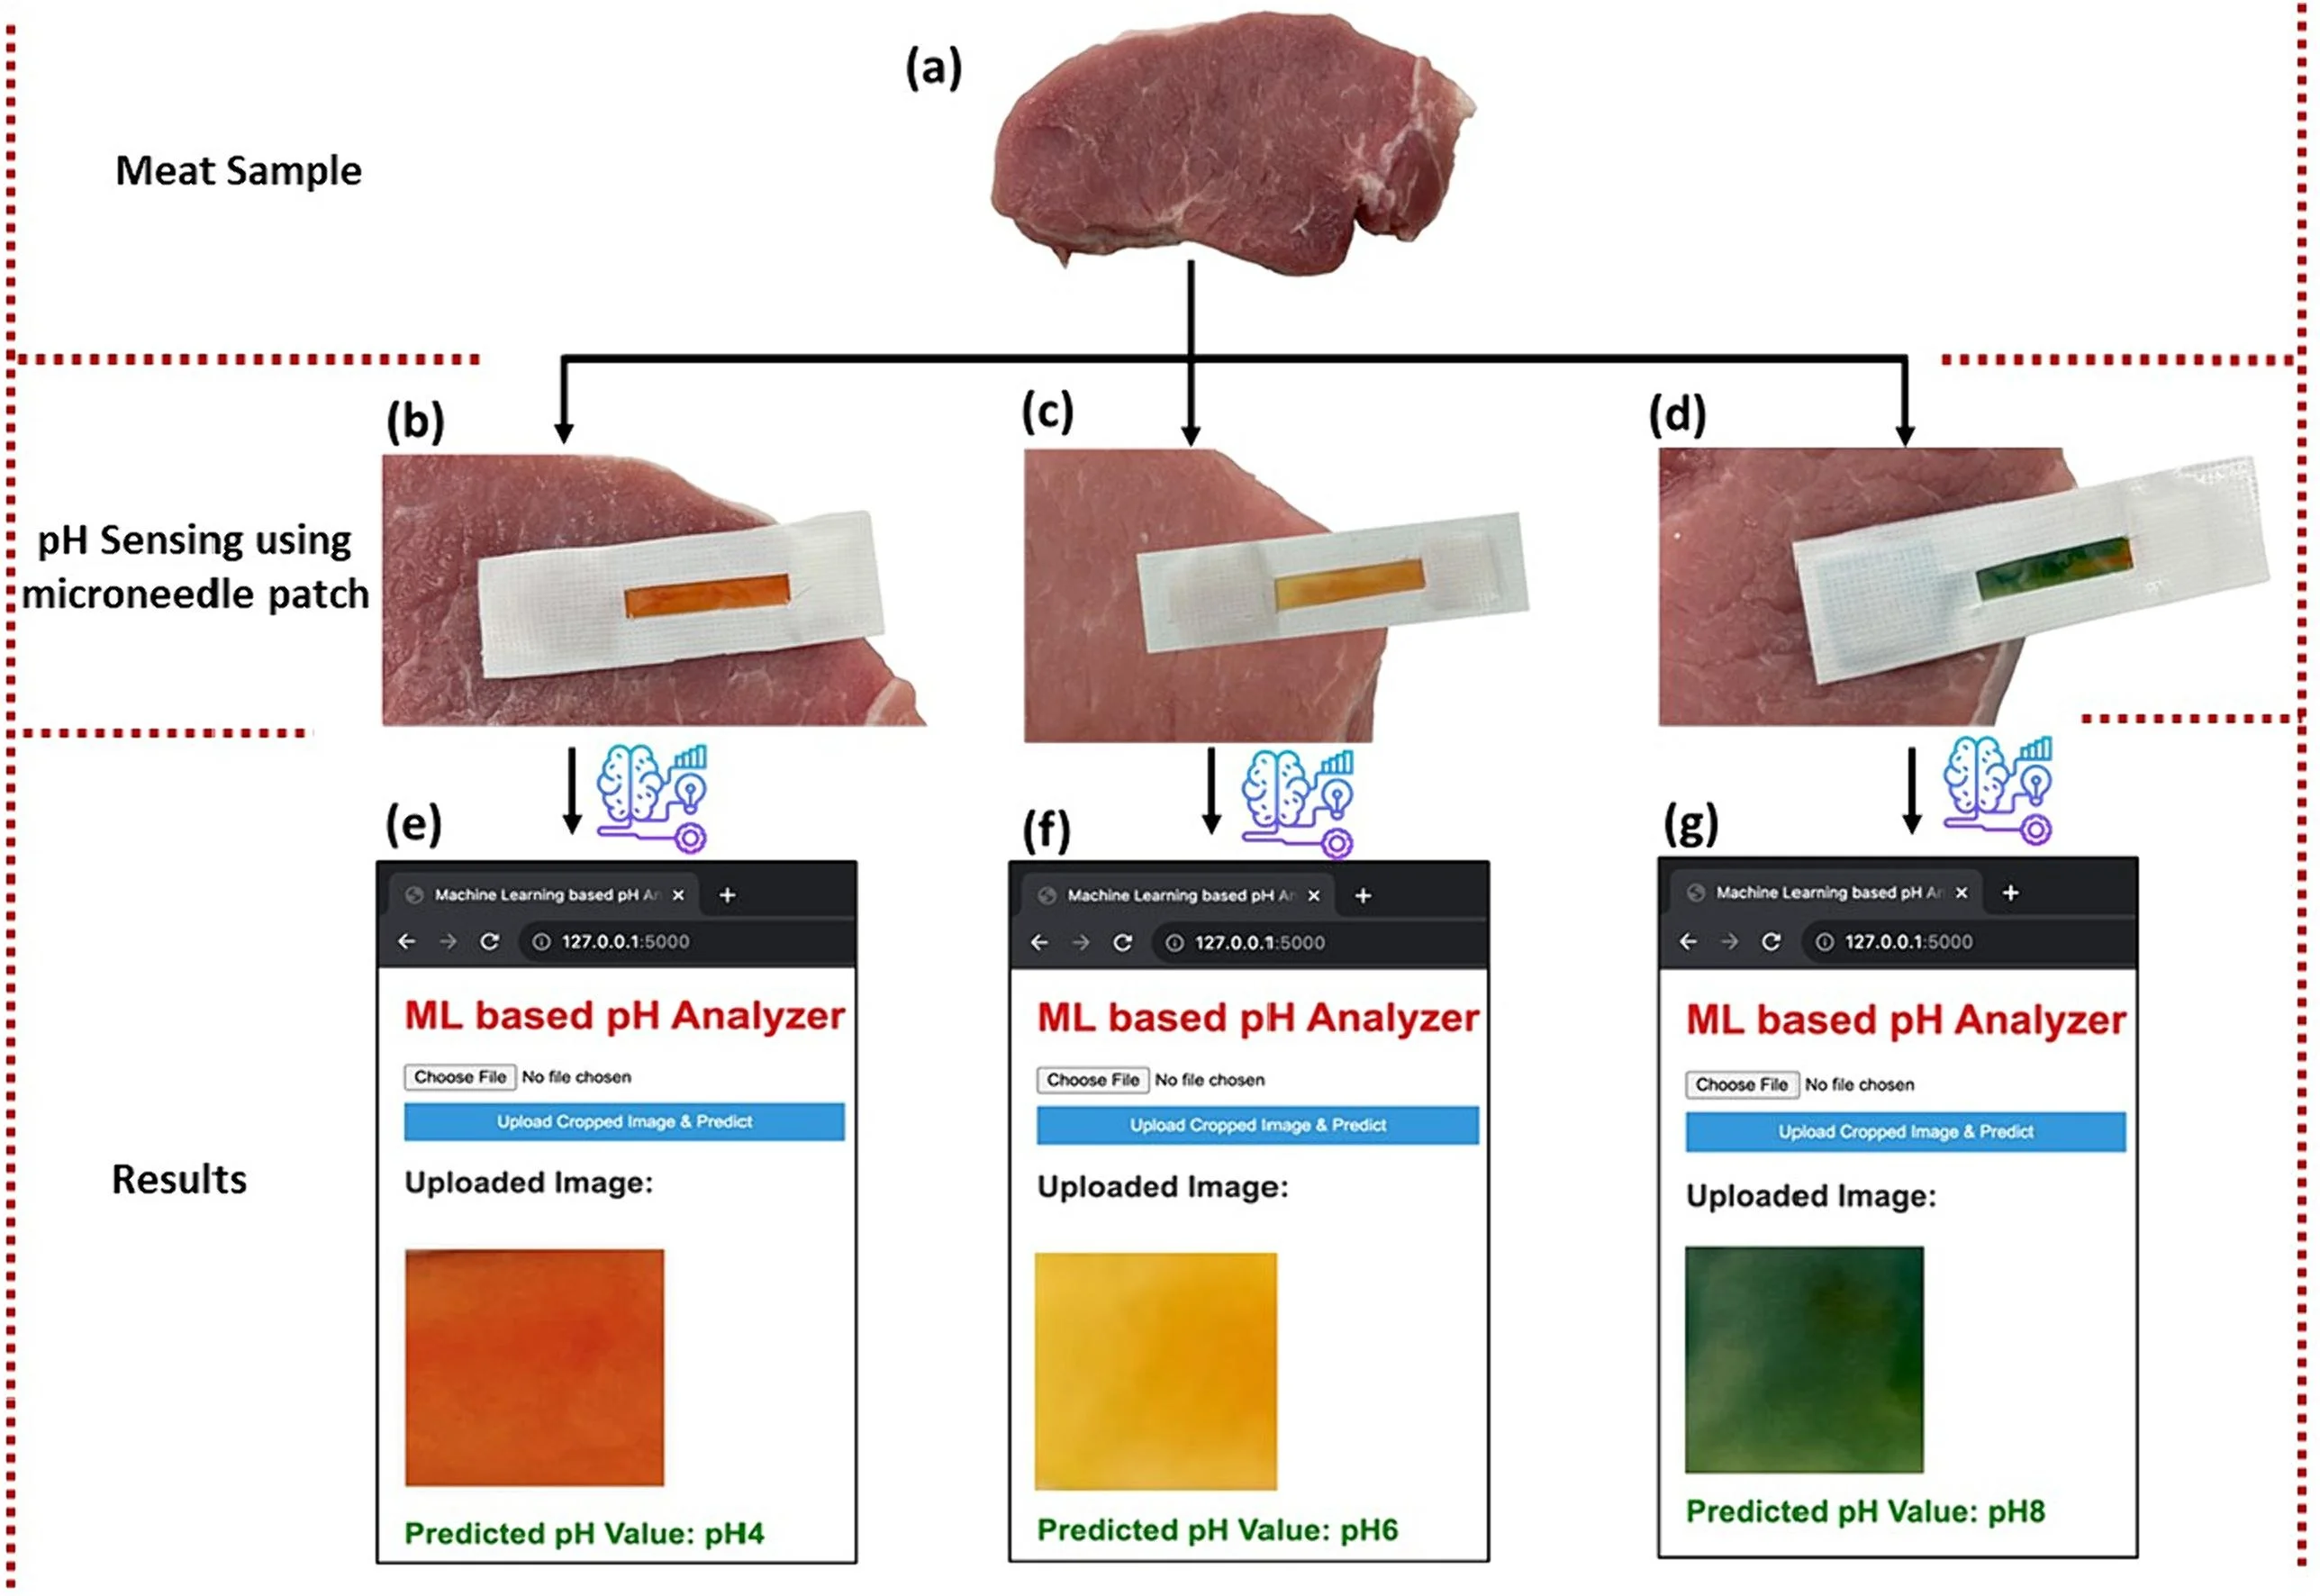 (a)
Meat Sample
(b)
(c)
(d)
pH Sensing using
microneedle patch
(e)
(f)
(g)
Machine Learning based pH An
127.0.0.1:5000
ML based pH Analyzer
Choose File No file chosen
Upload Cropped Image & Predict
Uploaded Image:
Predicted pH Value: pH4
Machine Learning based pH An
127.0.0.1:5000
ML based pH Analyzer
Choose File No file chosen
Upload Cropped Image & Predict
Uploaded Image:
Predicted pH Value: pH6
Machine Learning based pH An
127.0.0.1:5000
ML based pH Analyzer
Choose File No file chosen
Upload Cropped Image & Predict
Uploaded Image:
Predicted pH Value: pH8
Results